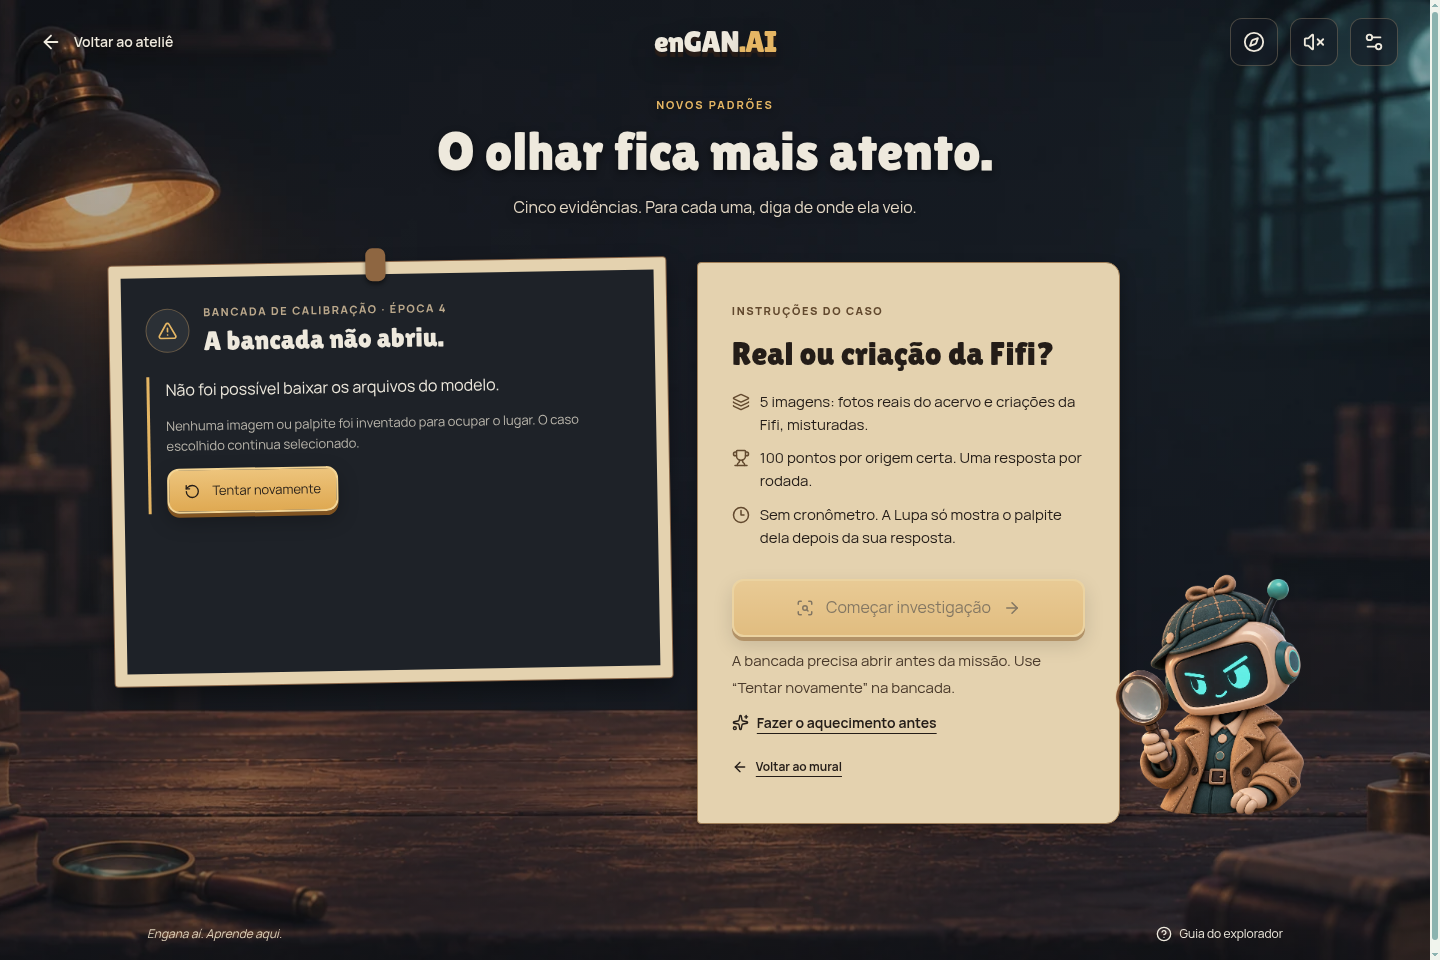 Voltar ao ateliê
enGAN.AI
NOVOS PADRÕES
O olhar fica mais atento.
Cinco evidências. Para cada uma, diga de onde ela veio.
BANCADA DE CALIBRAÇÃO · ÉPOCA 4
A bancada não abriu.
Não foi possível baixar os arquivos do modelo.
Nenhuma imagem ou palpite foi inventado para ocupar o lugar. O caso
escolhido continua selecionado.
Tentar novamente
INSTRUÇÕES DO CASO
Real ou criação da Fifi?
5 imagens: fotos reais do acervo e criações da
Fifi, misturadas.
100 pontos por origem certa. Uma resposta por
rodada.
Sem cronômetro. A Lupa só mostra o palpite
dela depois da sua resposta.
Começar investigação
A bancada precisa abrir antes da missão. Use
“Tentar novamente” na bancada.
Fazer o aquecimento antes
Voltar ao mural
Engana aí. Aprende aqui.
Guia do explorador